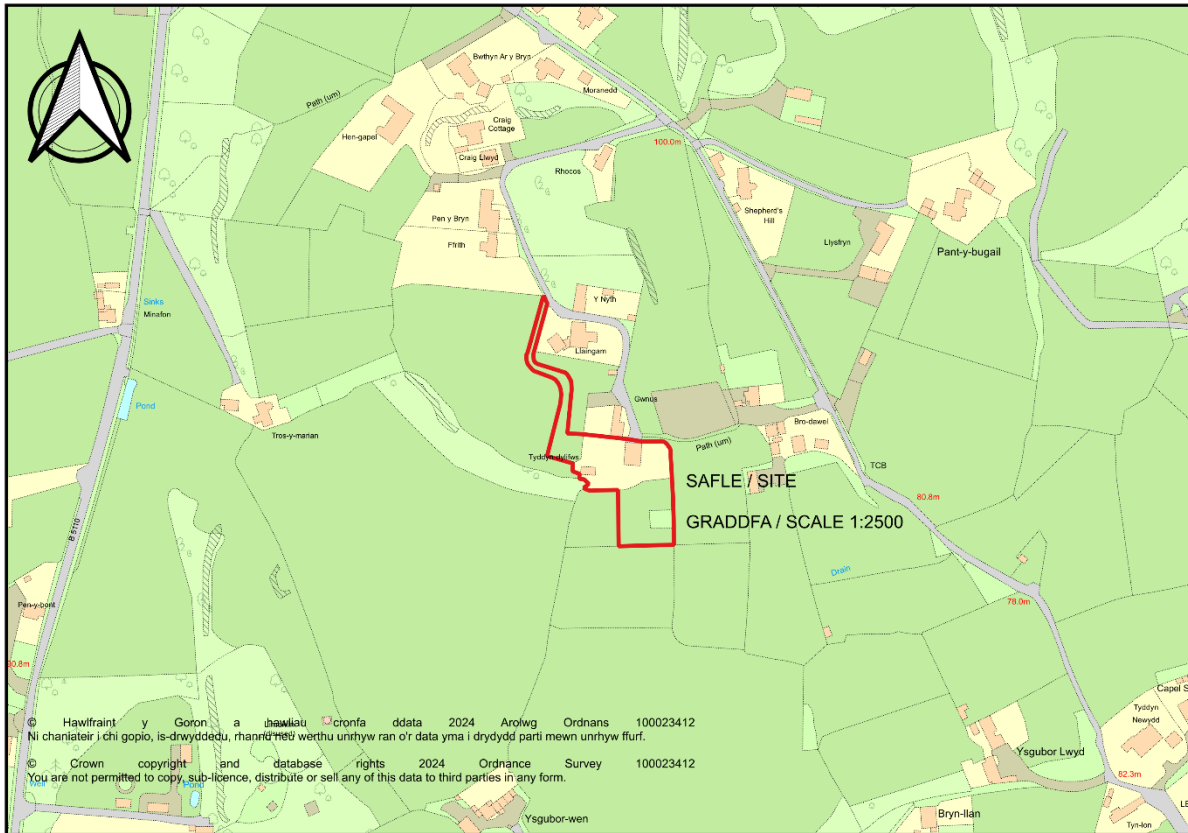 Bwthyn Ar y Bryn
Moranedd
Path (um)
Hen-gapel
Craig
Cottage
Craig Llwyd
100.0m
Rhocos
Shepherd's
Hill
Pen y Bryn
Ffrith
Llysfryn
Pant-y-bugail
Sinks
Minafon
Y Nyth
Llaingam
Pond
Gwnus
Tros-y-marian
Path (um)
Bro-dawel
TCB
SAFLE / SITE
80.8m
GRADDFA / SCALE 1:2500
B 5110
Drain
Pen-y-bont
78.0m
30.8m
Capel S
Tyddyn
Newydd
© Hawlfraint y Goron a hawliau cronfa ddata 2024 Arolwg Ordnans 100023412
Ni chaniateir i chi gopio, is-drwyddedu, rhannu neu werthu unrhyw ran o'r data yma i drydydd parti mewn unrhyw ffurf.
Ysgubor Lwyd
© Crown copyright and database rights 2024 Ordnance Survey 100023412
You are not permitted to copy, sub-licence, distribute or sell any of this data to third parties in any form.
82.3m
Well
Pond
Ysgubor-wen
Bryn-llan
Tyn-lon